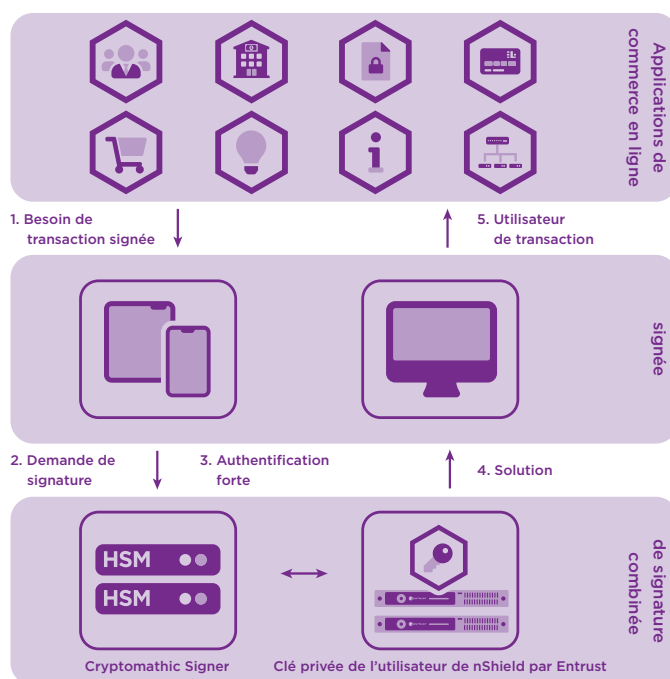 Applications de
commerce en ligne
1. Besoin de
transaction signée
5. Utilisateur
de transaction
signée
2. Demande de
signature
3. Authentification
forte
4. Solution
de signature
combinée
HSM
HSM
Cryptomathic Signer
Clé privée de l'utilisateur de nShield par Entrust